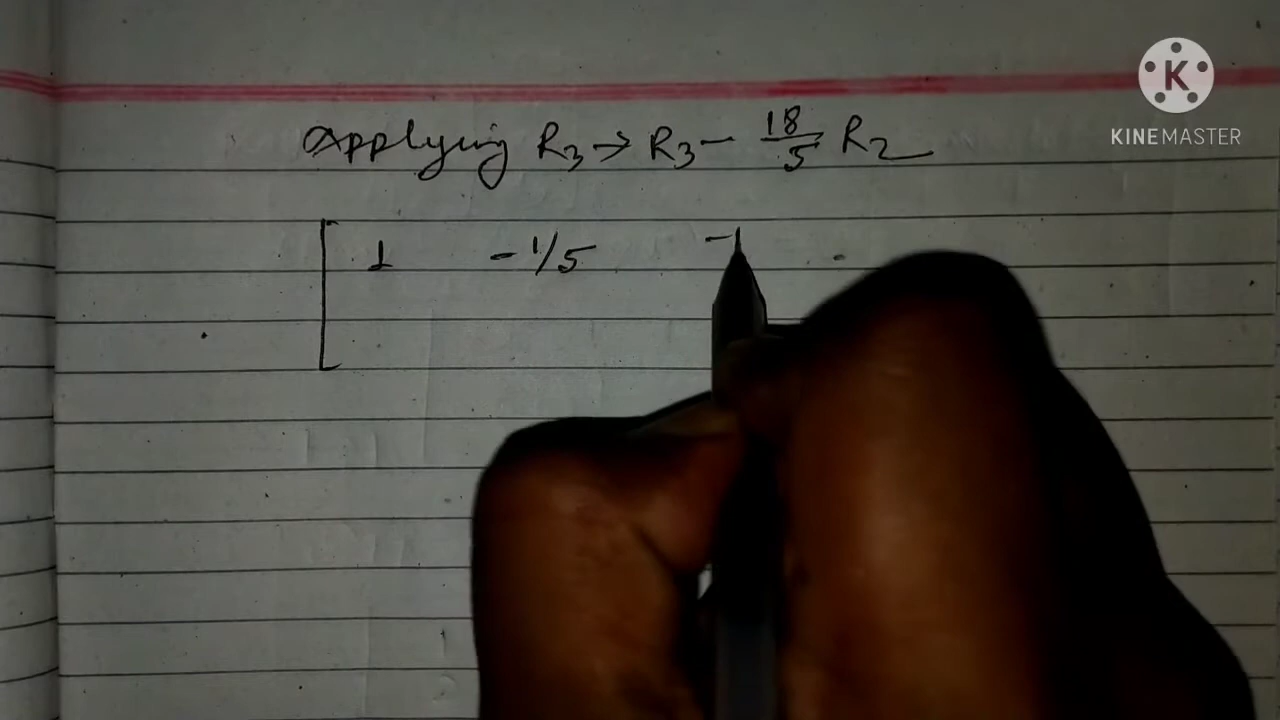 Applying R3 → R3 - 18/5 R2
K
KINEMASTER
[ 1 -1/5 -1